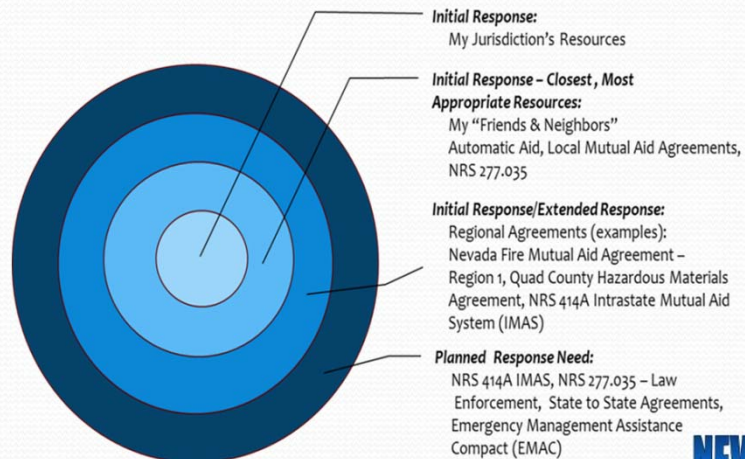 Initial Response:
My Jurisdiction's Resources
Initial Response – Closest , Most
Appropriate Resources:
My “Friends & Neighbors”
Automatic Aid, Local Mutual Aid Agreements,
NRS 277.035
Initial Response/Extended Response:
Regional Agreements (examples):
Nevada Fire Mutual Aid Agreement –
Region 1, Quad County Hazardous Materials
Agreement, NRS 414A Intrastate Mutual Aid
System (IMAS)
Planned Response Need:
NRS 414A IMAS, NRS 277.035 – Law
Enforcement, State to State Agreements,
Emergency Management Assistance
Compact (EMAC)